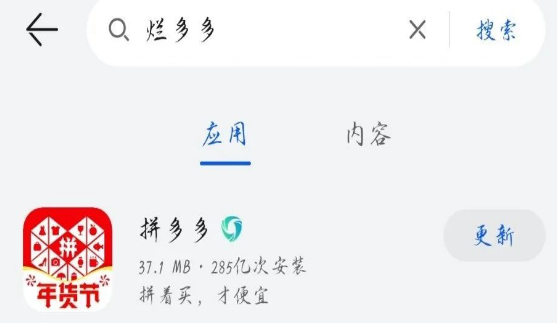 烂多多 搜索
应用 内容
拼多多
更新
37.1 MB · 285亿次安装
拼着买，才便宜
拼
年货节